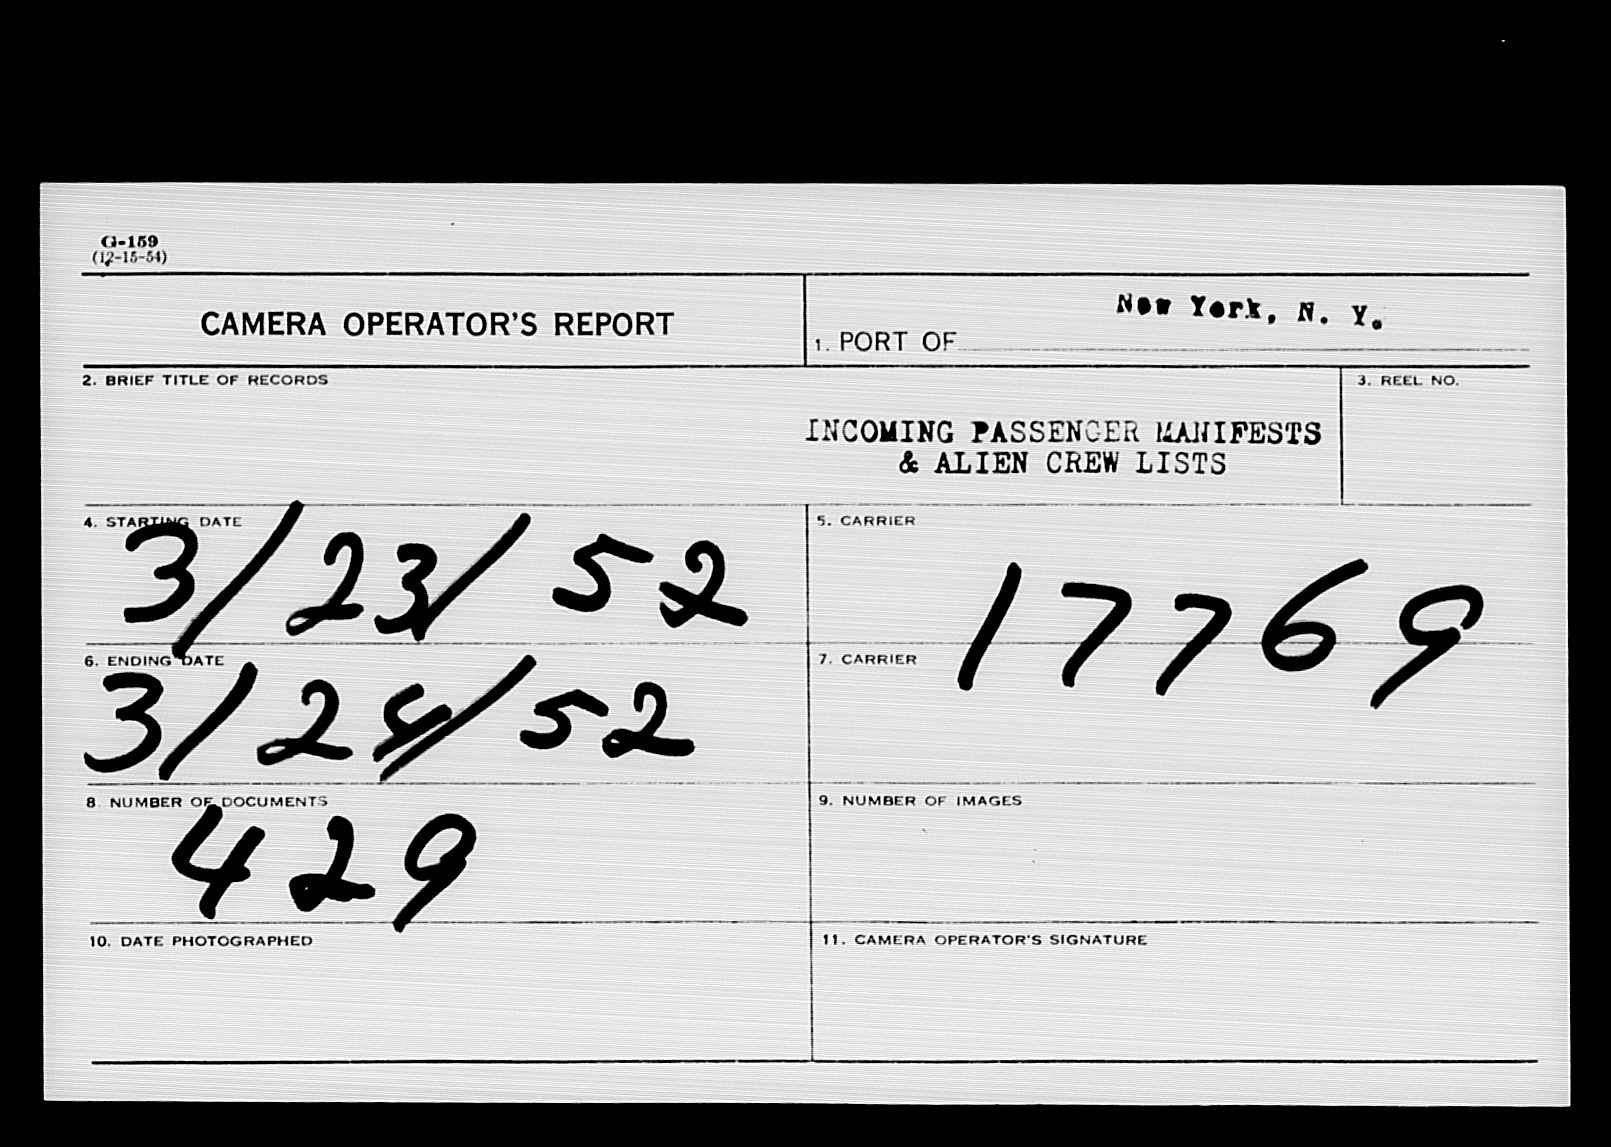 G-159
(12-15-54)
CAMERA OPERATOR'S REPORT
New York, N. Y.
1. PORT OF
2. BRIEF TITLE OF RECORDS
3. REEL NO.
INCOMING PASSENGER MANIFESTS
& ALIEN CREW LISTS
4. STARTING DATE
3/23/52
5. CARRIER
17769
6. ENDING DATE
3/24/52
7. CARRIER
8. NUMBER OF DOCUMENTS
429
9. NUMBER OF IMAGES
10. DATE PHOTOGRAPHED
11. CAMERA OPERATOR'S SIGNATURE